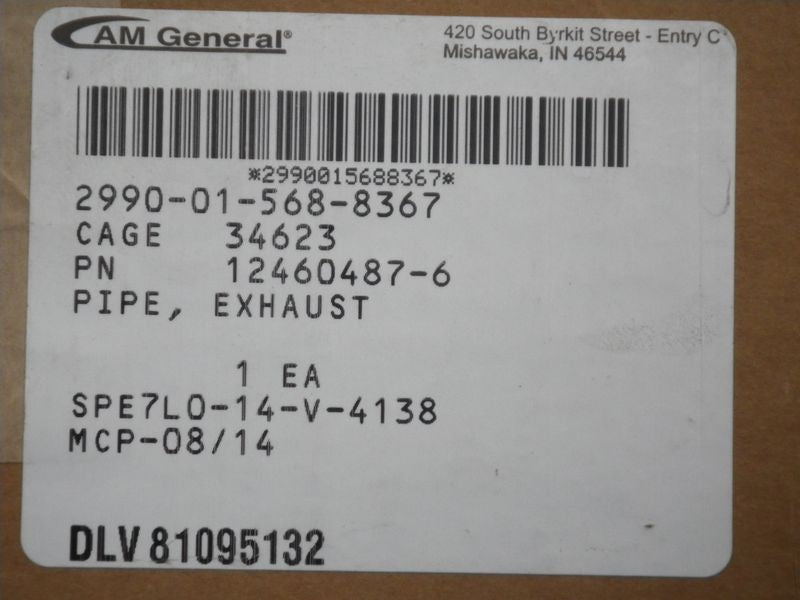 AM General®
420 South Byrkit Street - Entry C
Mishawaka, IN 46544
*2990015688367*
2990-01-568-8367
CAGE 34623
PN 12460487-6
PIPE, EXHAUST
1 EA
SPE7L0-14-V-4138
MCP-08/14
DLV 81095132